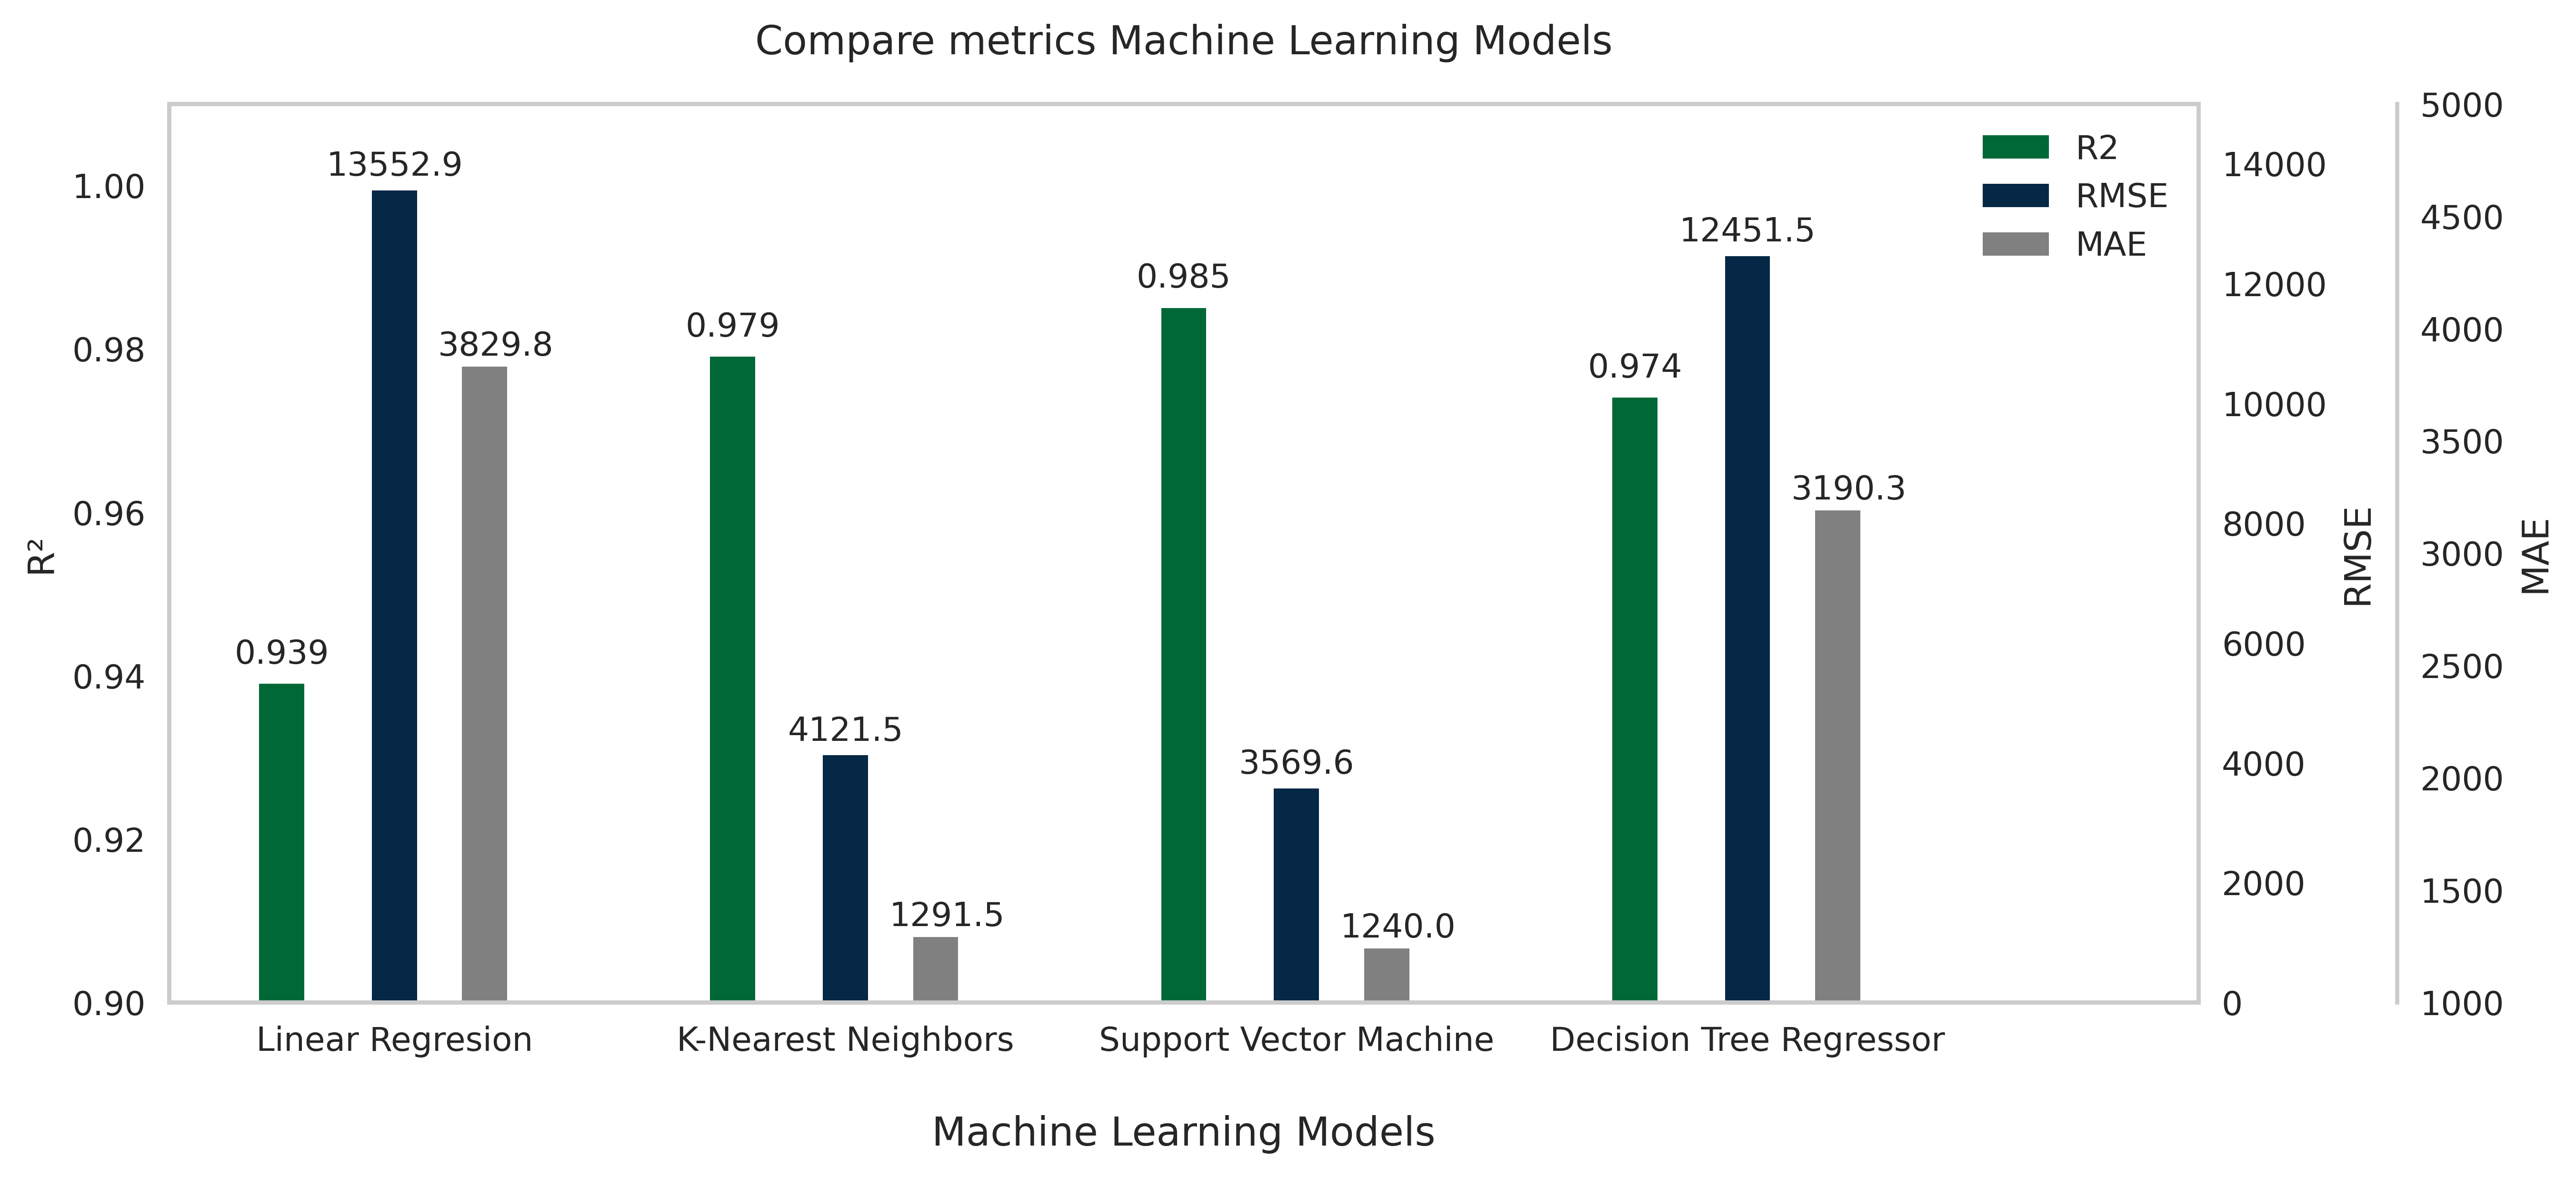 Compare metrics Machine Learning Models
R²
1.00
0.98
0.96
0.94
0.92
0.90
0.939
13552.9
3829.8
0.979
4121.5
1291.5
0.985
3569.6
1240.0
0.974
12451.5
3190.3
R2
RMSE
MAE
14000
12000
10000
8000
6000
4000
2000
0
RMSE
5000
4500
4000
3500
3000
2500
2000
1500
1000
MAE
Linear Regresion
K-Nearest Neighbors
Support Vector Machine
Decision Tree Regressor
Machine Learning Models